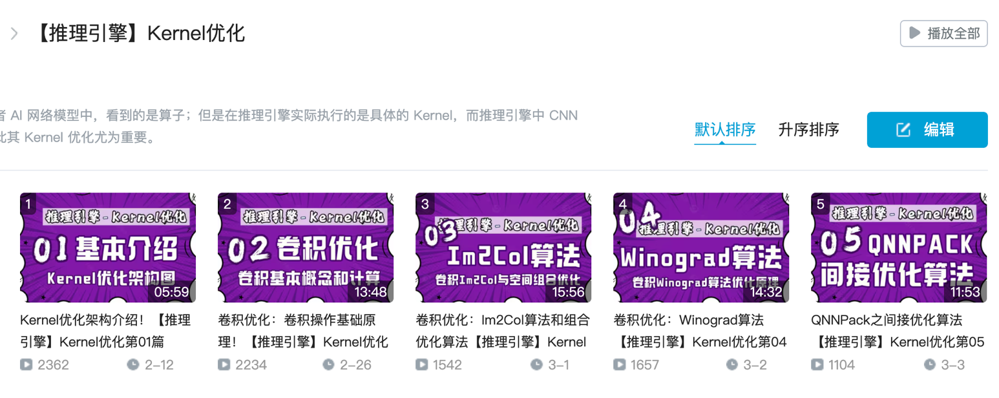 【推理引擎】Kernel优化
播放全部
者 AI 网络模型中，看到的是算子；但是在推理引擎实际执行的是具体的 Kernel，而推理引擎中 CNN
此其 Kernel 优化尤为重要。
默认排序
升序排序
编辑
1
推理引擎-Kernel优化
01基本介绍
Kernel优化架构图
05:59
Kernel优化架构介绍！【推理
引擎】Kernel优化第01篇
2362
2-12
2
推理引擎-Kernel优化
02卷积优化
卷积基本概念和计算
13:48
卷积优化：卷积操作基础原
理！【推理引擎】Kernel优化
2234
2-26
3
推理引擎-Kernel优化
03
Im2Col算法
卷积Im2Col与空间组合优化
15:56
卷积优化：Im2Col算法和组合
优化算法【推理引擎】Kernel
1542
3-1
4
04
推理引擎-Kernel优化
Winograd算法
卷积Winograd算法优化原理
14:32
卷积优化：Winograd算法
【推理引擎】Kernel优化第04
1657
3-2
5
推理引擎-Kernel优化
05 QNNPACK
间接优化算法
11:53
QNNPack之间接优化算法
【推理引擎】Kernel优化第05
1104
3-3